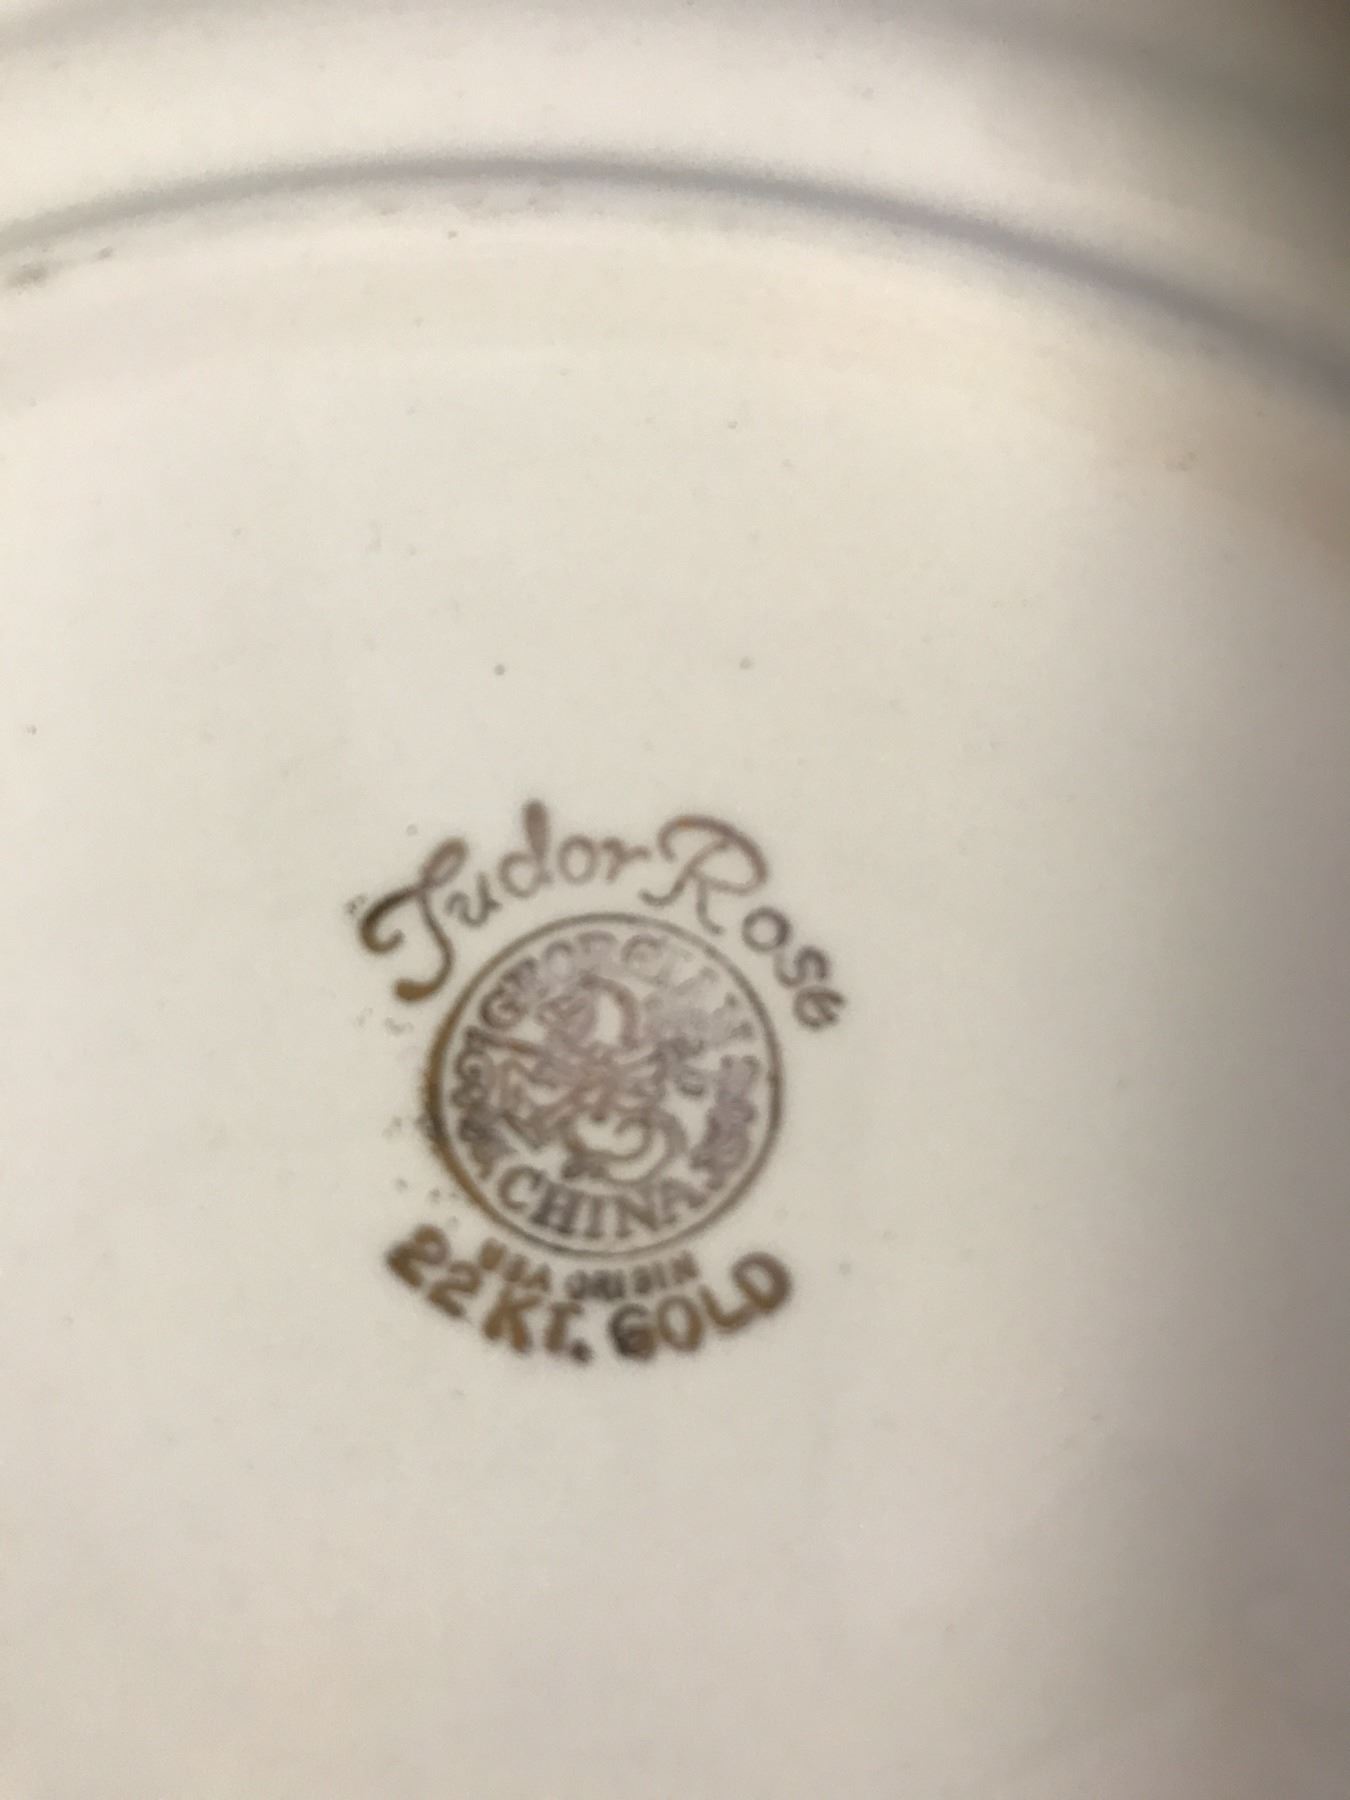 Tudor Rose
GEORGIAN
CHINA
USA ORIGIN
22 KT. GOLD